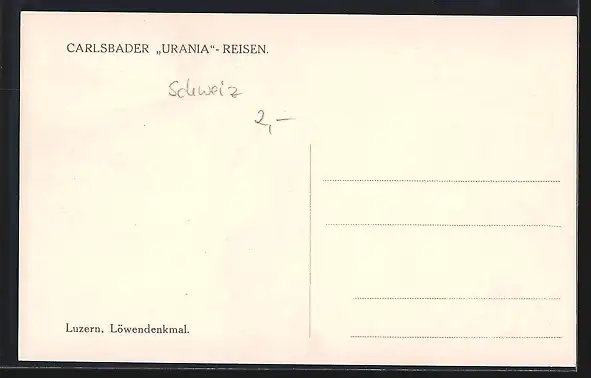 CARLSBADER „URANIA“- REISEN.
Schweiz
2,—
Luzern, Löwendenkmal.